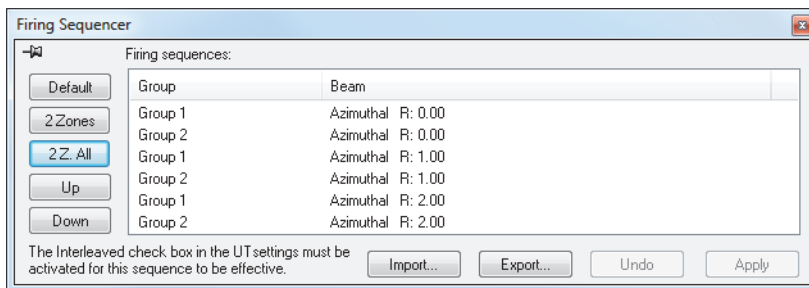 Firing Sequencer
Firing sequences:
Default
2 Zones
2 Z. All
Up
Down
Group Beam
Group 1 Azimuthal R: 0.00
Group 2 Azimuthal R: 0.00
Group 1 Azimuthal R: 1.00
Group 2 Azimuthal R: 1.00
Group 1 Azimuthal R: 2.00
Group 2 Azimuthal R: 2.00
The Interleaved check box in the UT settings must be
activated for this sequence to be effective.
Import... Export... Undo Apply